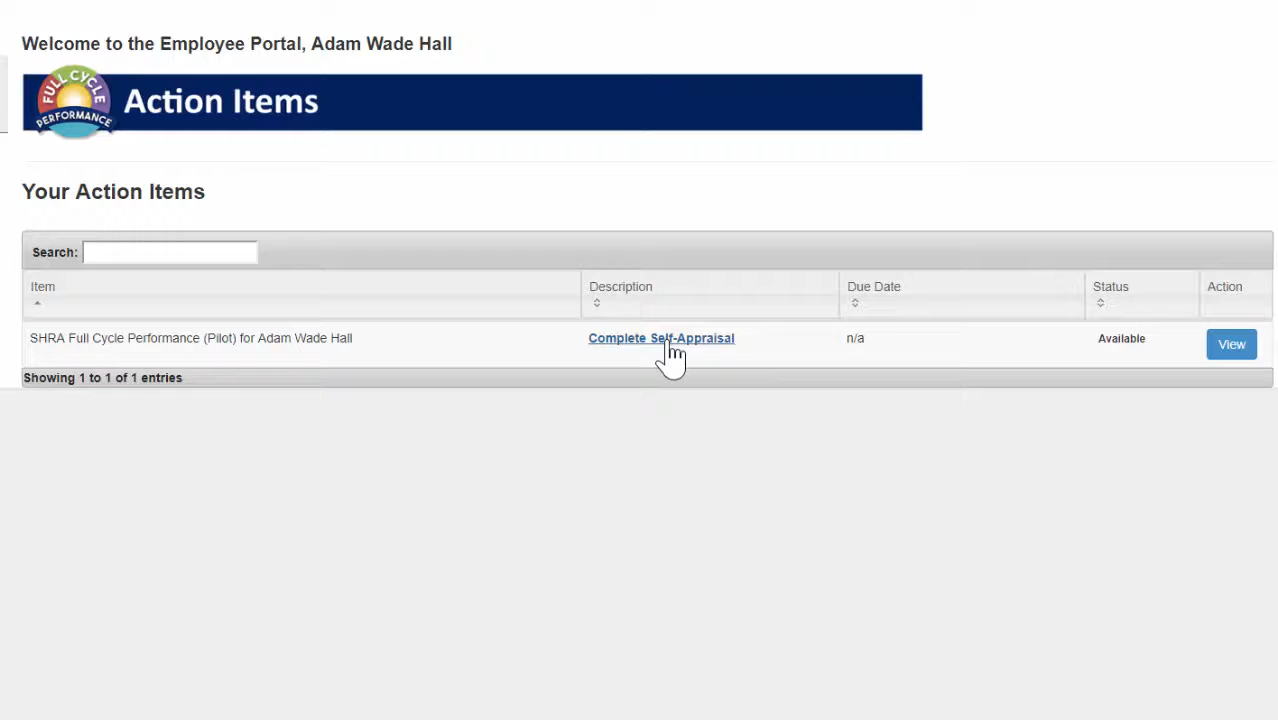 Welcome to the Employee Portal, Adam Wade Hall
FULL CYCLE
PERFORMANCE
Action Items
Your Action Items
Search:
Item Description Due Date Status Action
SHRA Full Cycle Performance (Pilot) for Adam Wade Hall Complete Self-Appraisal n/a Available View
Showing 1 to 1 of 1 entries